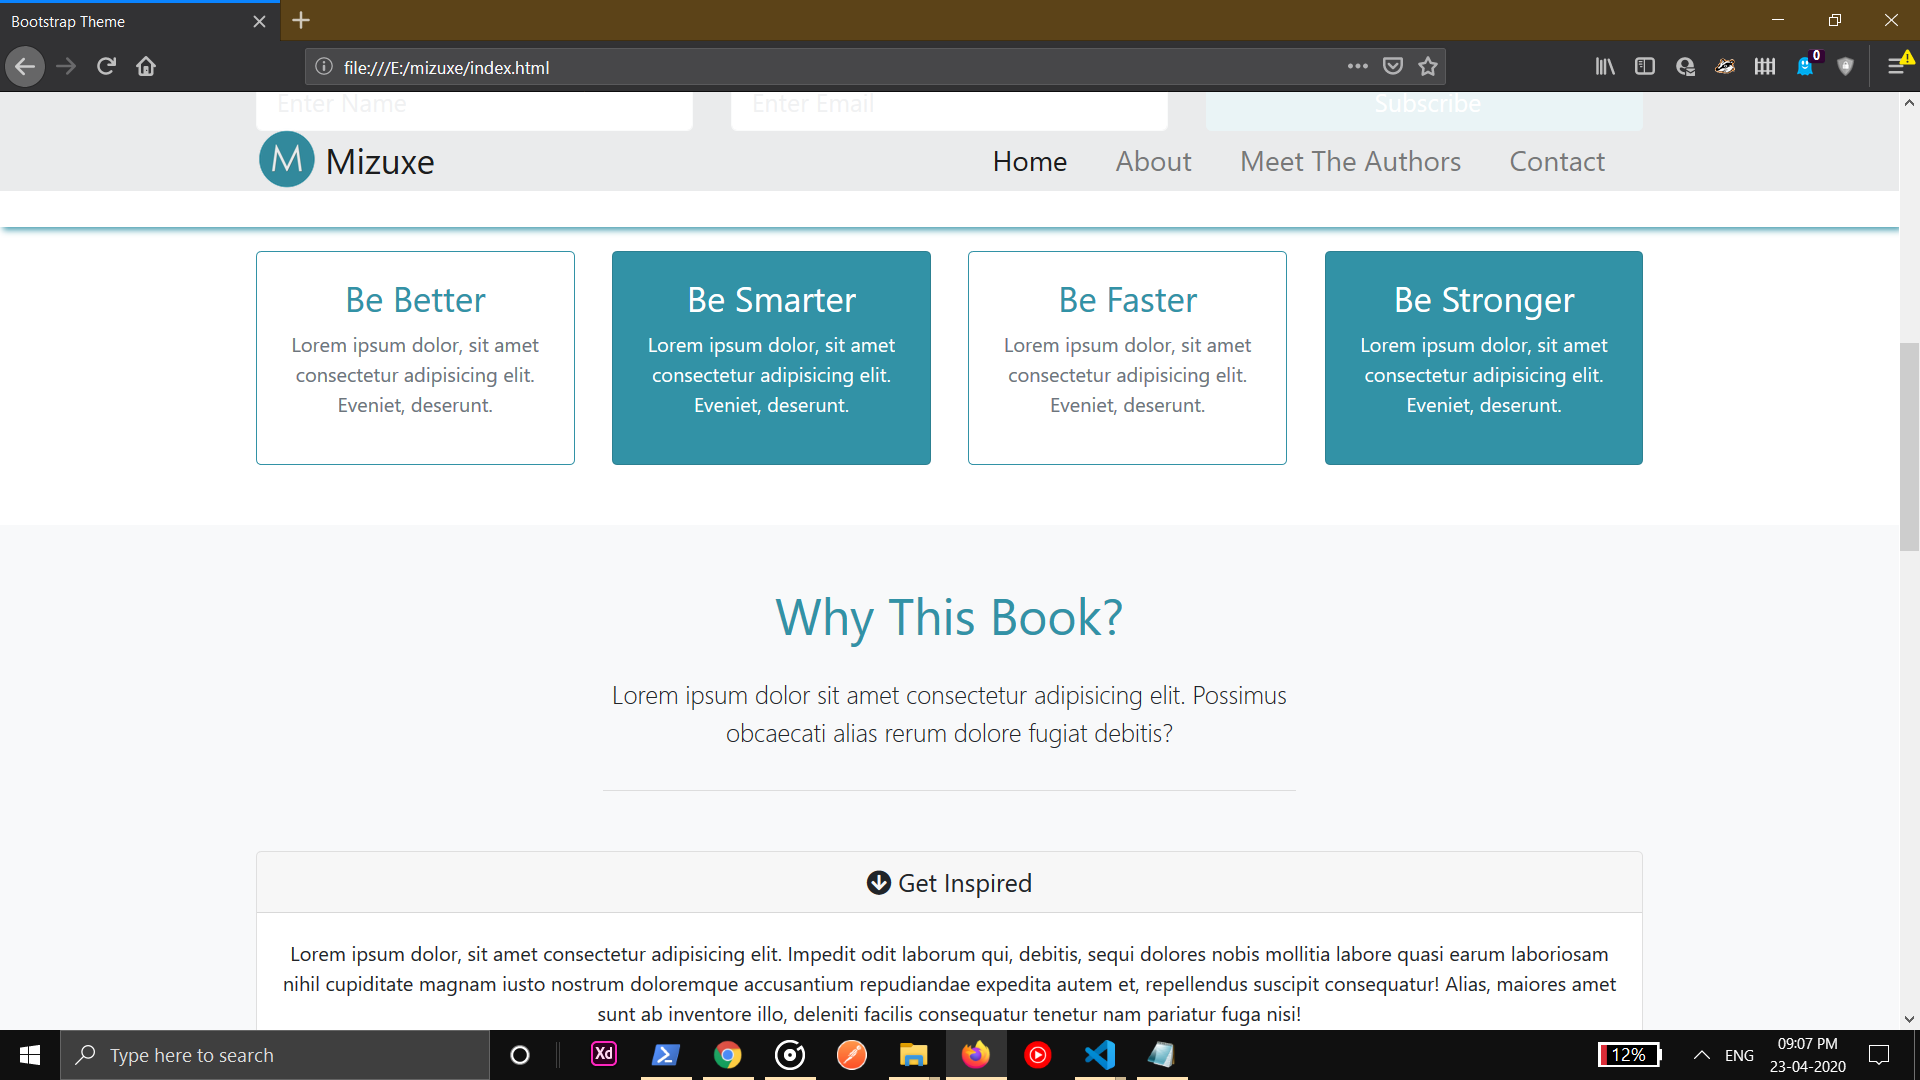 Bootstrap Theme
file:///E:/mizuxe/index.html
0
Enter Name
Enter Email
Subscribe
M Mizuxe
Home
About
Meet The Authors
Contact
Be Better
Lorem ipsum dolor, sit amet
consectetur adipisicing elit.
Eveniet, deserunt.
Be Smarter
Lorem ipsum dolor, sit amet
consectetur adipisicing elit.
Eveniet, deserunt.
Be Faster
Lorem ipsum dolor, sit amet
consectetur adipisicing elit.
Eveniet, deserunt.
Be Stronger
Lorem ipsum dolor, sit amet
consectetur adipisicing elit.
Eveniet, deserunt.
Why This Book?
Lorem ipsum dolor sit amet consectetur adipisicing elit. Possimus
obcaecati alias rerum dolore fugiat debitis?
Get Inspired
Lorem ipsum dolor, sit amet consectetur adipisicing elit. Impedit odit laborum qui, debitis, sequi dolores nobis mollitia labore quasi earum laboriosam
nihil cupiditate magnam iusto nostrum doloremque accusantium repudiandae expedita autem et, repellendus suscipit consequatur! Alias, maiores amet
sunt ab inventore illo, deleniti facilis consequatur tenetur nam pariatur fuga nisi!
Type here to search
Xd
12%
ENG
09:07 PM
23-04-2020